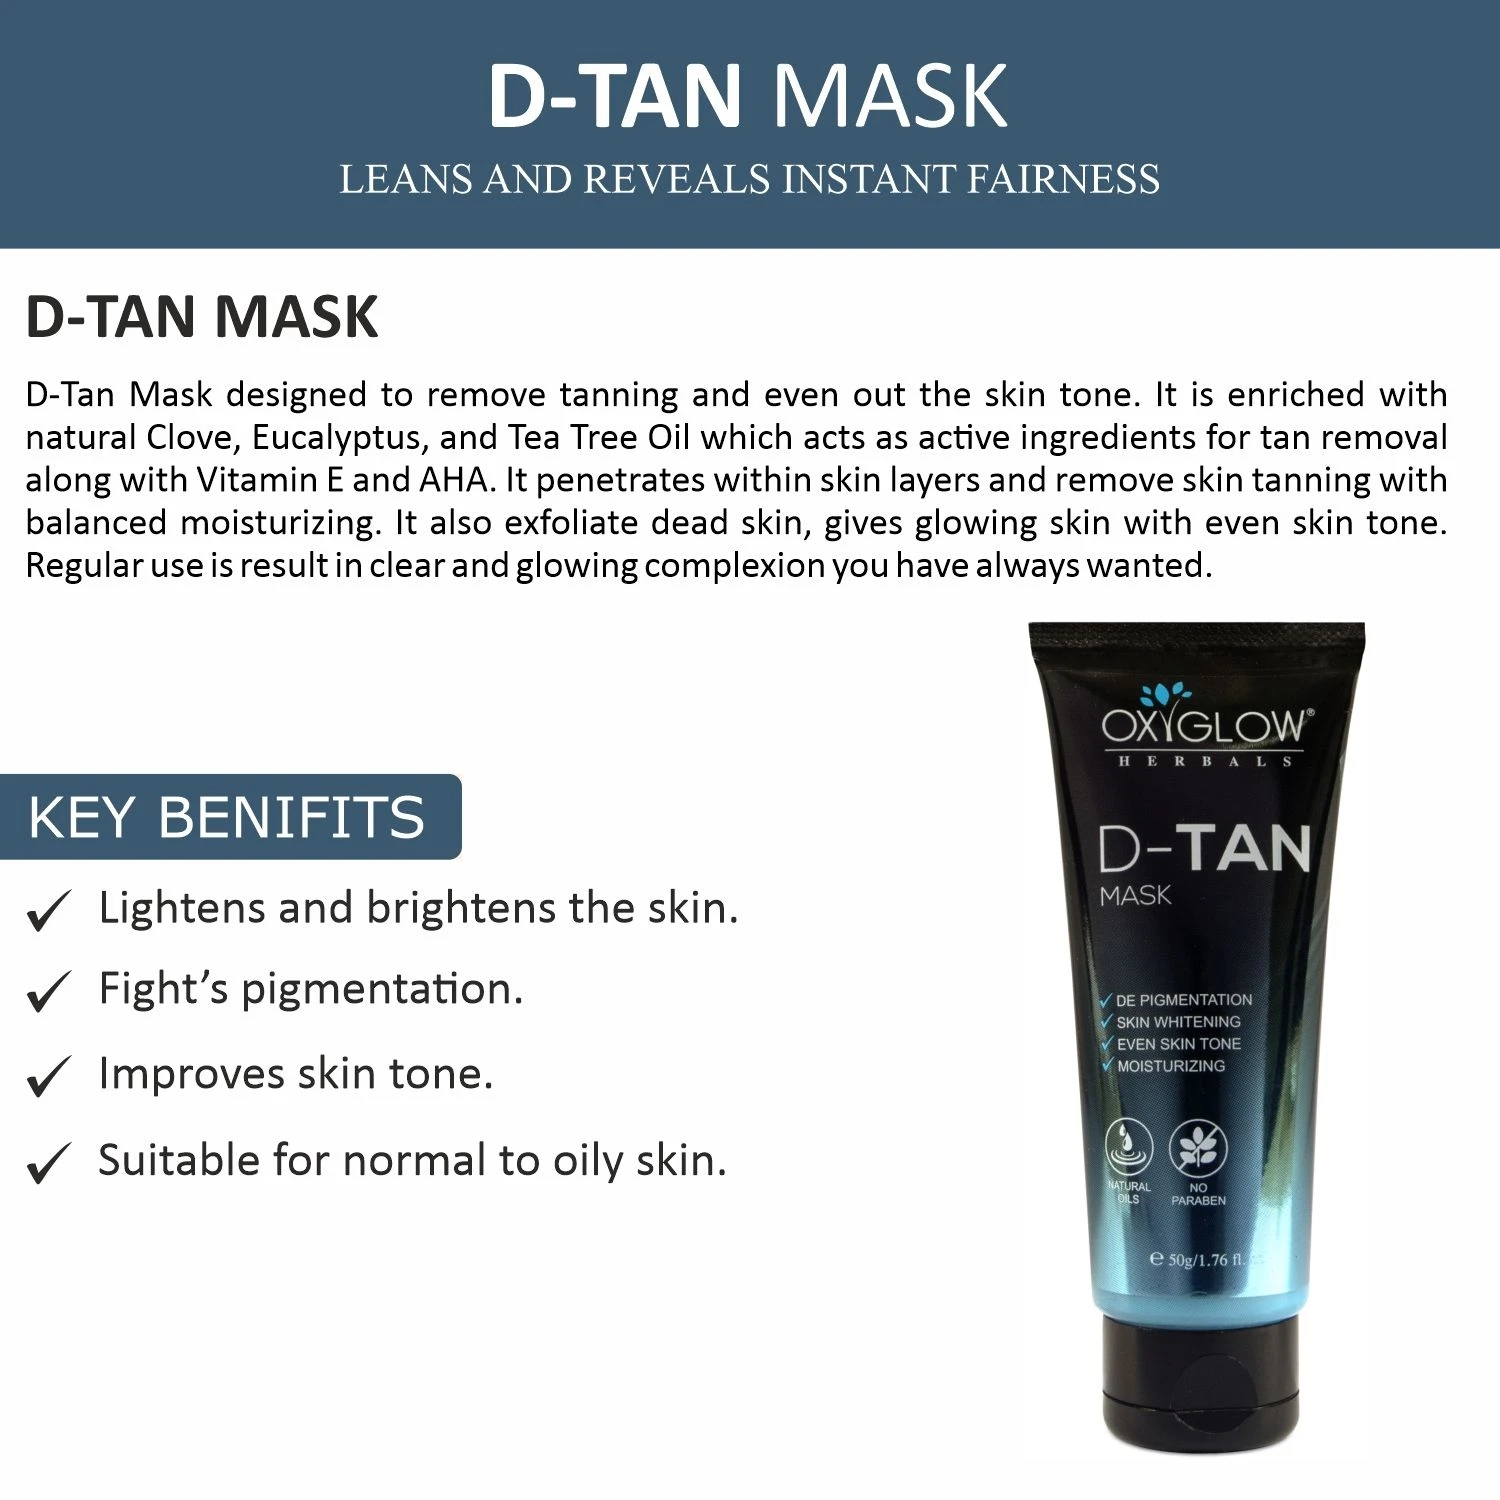 D-TAN MASK
LEANS AND REVEALS INSTANT FAIRNESS
D-TAN MASK
D-Tan Mask designed to remove tanning and even out the skin tone. It is enriched with
natural Clove, Eucalyptus, and Tea Tree Oil which acts as active ingredients for tan removal
along with Vitamin E and AHA. It penetrates within skin layers and remove skin tanning with
balanced moisturizing. It also exfoliate dead skin, gives glowing skin with even skin tone.
Regular use is result in clear and glowing complexion you have always wanted.
KEY BENIFITS
Lightens and brightens the skin.
Fight’s pigmentation.
Improves skin tone.
Suitable for normal to oily skin.
OXYGLOW®
HERBALS
D-TAN
MASK
DE PIGMENTATION
SKIN WHITENING
EVEN SKIN TONE
MOISTURIZING
NATURAL
OILS
NO
PARABEN
℮ 50g/1.76 fl.